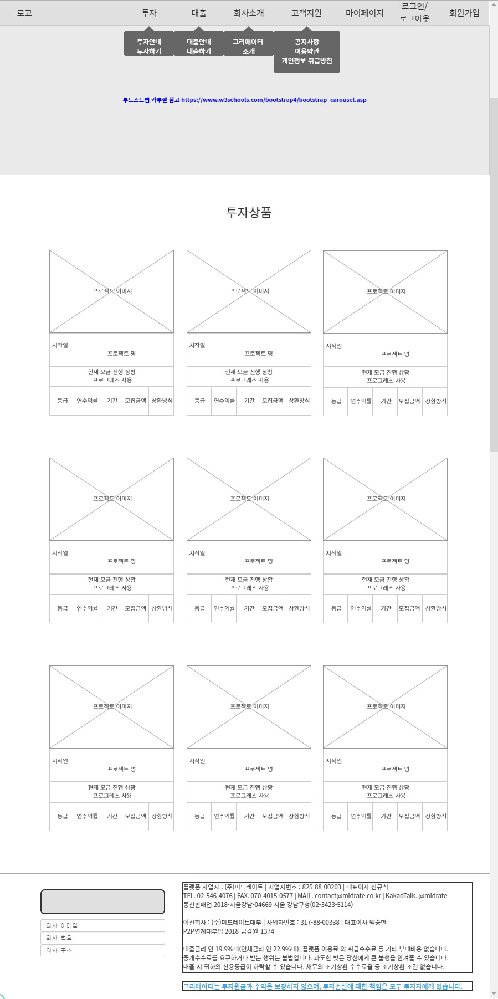 로고
투자
대출
회사소개
고객지원
마이페이지
로그인/
로그아웃
회원가입
투자안내
투자하기
대출안내
대출하기
그리에이터
소개
공지사항
이용약관
개인정보 취급방침
부트스트랩 카루젤 참고 https://www.w3schools.com/bootstrap4/bootstrap_carousel.asp
투자상품
프로젝트 이미지 프로젝트 이미지 프로젝트 이미지
시작일 시작일 시작일
프로젝트 명 프로젝트 명 프로젝트 명
현재 모금 진행 상황 현재 모금 진행 상황 현재 모금 진행 상황
프로그레스 사용 프로그레스 사용 프로그레스 사용
등급 연수익률 기간 모집금액 상환방식 등급 연수익률 기간 모집금액 상환방식 등급 연수익률 기간 모집금액 상환방식
프로젝트 이미지 프로젝트 이미지 프로젝트 이미지
시작일 시작일 시작일
프로젝트 명 프로젝트 명 프로젝트 명
현재 모금 진행 상황 현재 모금 진행 상황 현재 모금 진행 상황
프로그레스 사용 프로그레스 사용 프로그레스 사용
등급 연수익률 기간 모집금액 상환방식 등급 연수익률 기간 모집금액 상환방식 등급 연수익률 기간 모집금액 상환방식
프로젝트 이미지 프로젝트 이미지 프로젝트 이미지
시작일 시작일 시작일
프로젝트 명 프로젝트 명 프로젝트 명
현재 모금 진행 상황 현재 모금 진행 상황 현재 모금 진행 상황
프로그레스 사용 프로그레스 사용 프로그레스 사용
등급 연수익률 기간 모집금액 상환방식 등급 연수익률 기간 모집금액 상환방식 등급 연수익률 기간 모집금액 상환방식
회사 이메일
회사 번호
회사 주소
플랫폼 사업자 : (주)미드레이트 | 사업자번호 : 825-88-00203 | 대표이사 신규식
TEL. 02-546-4076 | FAX. 070-4015-0577 | MAIL. contact@midrate.co.kr | KakaoTalk. @midrate
통신판매업 2018-서울강남-04669 서울 강남구청(02-3423-5114)
여신회사 : (주)미드레이트대부 | 사업자번호 : 317-88-00338 | 대표이사 백승한
P2P연계대부업 2018-금감원-1374
대출금리 연 19.9%내(연체금리 연 22.9%내), 플랫폼 이용료 외 취급수수료 등 기타 부대비용 없습니다.
중개수수료를 요구하거나 받는 행위는 불법입니다. 과도한 빚은 당신에게 큰 불행을 안겨줄 수 있습니다.
대출 시 귀하의 신용등급이 하락할 수 있습니다. 채무의 조기상환 수수료율 등 조기상환 조건 없습니다.
크리에이터는 투자원금과 수익을 보장하지 않으며, 투자손실에 대한 책임은 모두 투자자에게 있습니다.